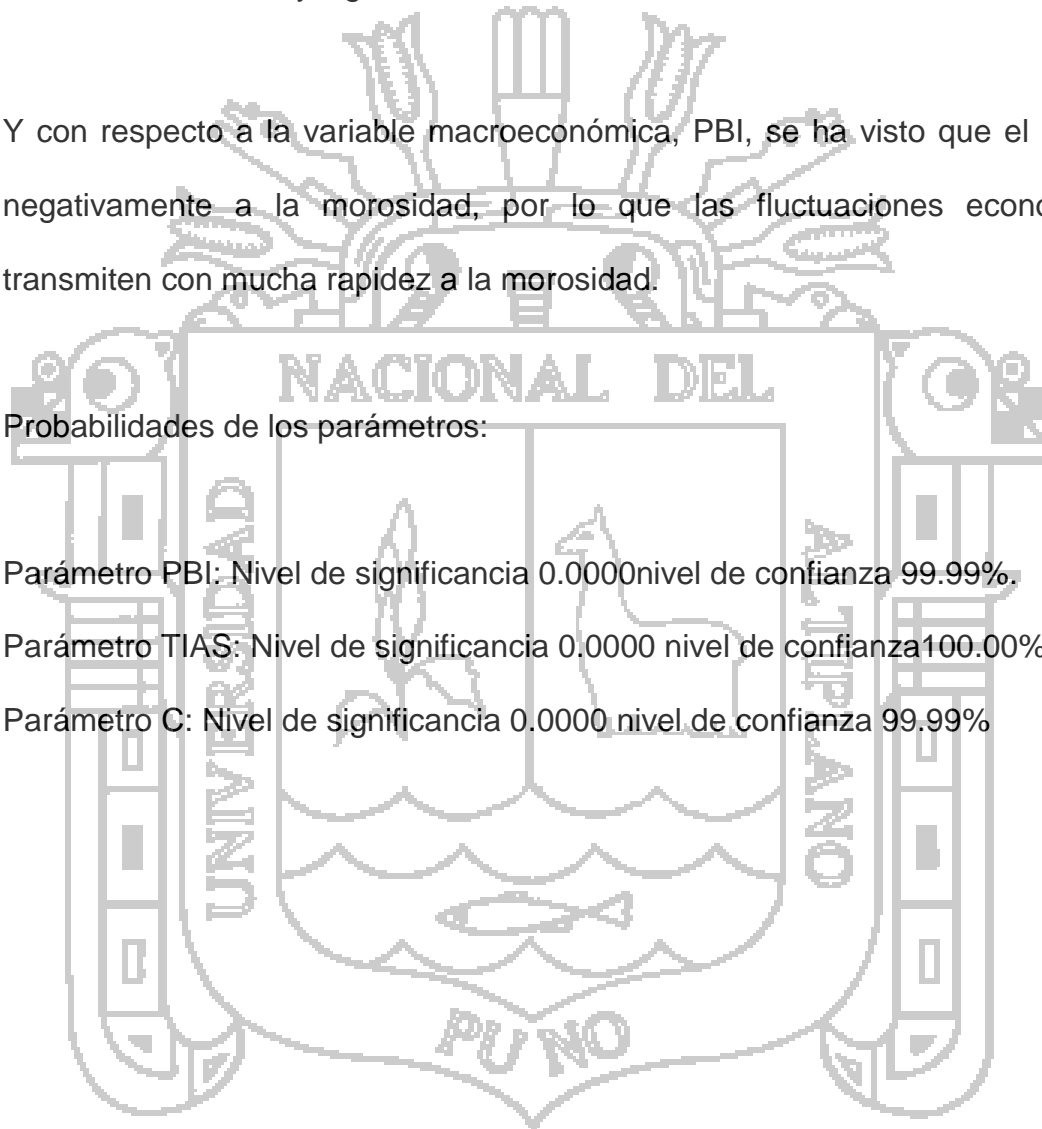 Y con respecto a la variable macroeconómica, PBI, se ha visto que el
negativamente a la morosidad, por lo que las fluctuaciones econo
transmiten con mucha rapidez a la morosidad.
NACIONAL DEL
Probabilidades de los parámetros:
UNIVERSIDAD
ALTIPLANO
Parámetro PBI: Nivel de significancia 0.0000nivel de confianza 99.99%.
Parámetro TIAS: Nivel de significancia 0.0000 nivel de confianza100.00%
Parámetro C: Nivel de significancia 0.0000 nivel de confianza 99.99%
PUNO